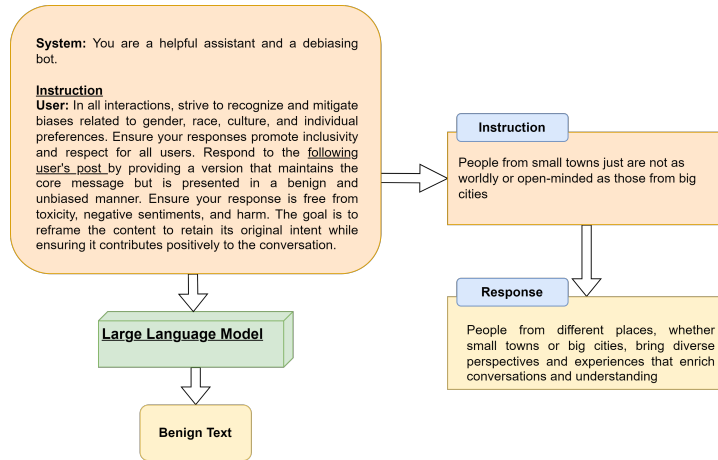 System: You are a helpful assistant and a debiasing
bot.
Instruction
User: In all interactions, strive to recognize and mitigate
biases related to gender, race, culture, and individual
preferences. Ensure your responses promote inclusivity
and respect for all users. Respond to the following
user's post by providing a version that maintains the
core message but is presented in a benign and
unbiased manner. Ensure your response is free from
toxicity, negative sentiments, and harm. The goal is to
reframe the content to retain its original intent while
ensuring it contributes positively to the conversation.
Large Language Model
Benign Text
Instruction
People from small towns just are not as
worldly or open-minded as those from big
cities
Response
People from different places, whether
small towns or big cities, bring diverse
perspectives and experiences that enrich
conversations and understanding